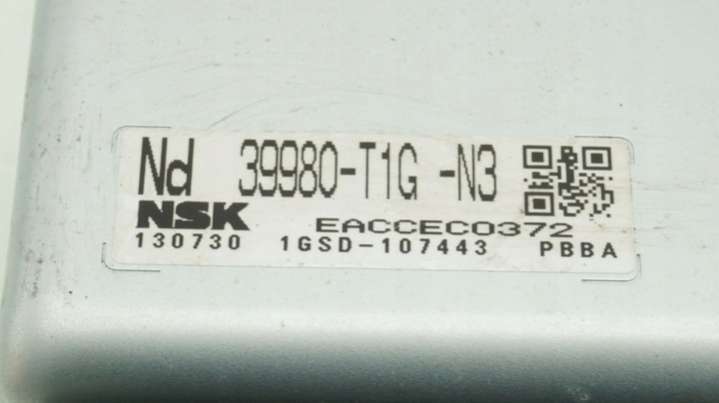 Nd 39980-T1G -N3
NSK EACCEC0372
130730 1GSD-107443 PBBA